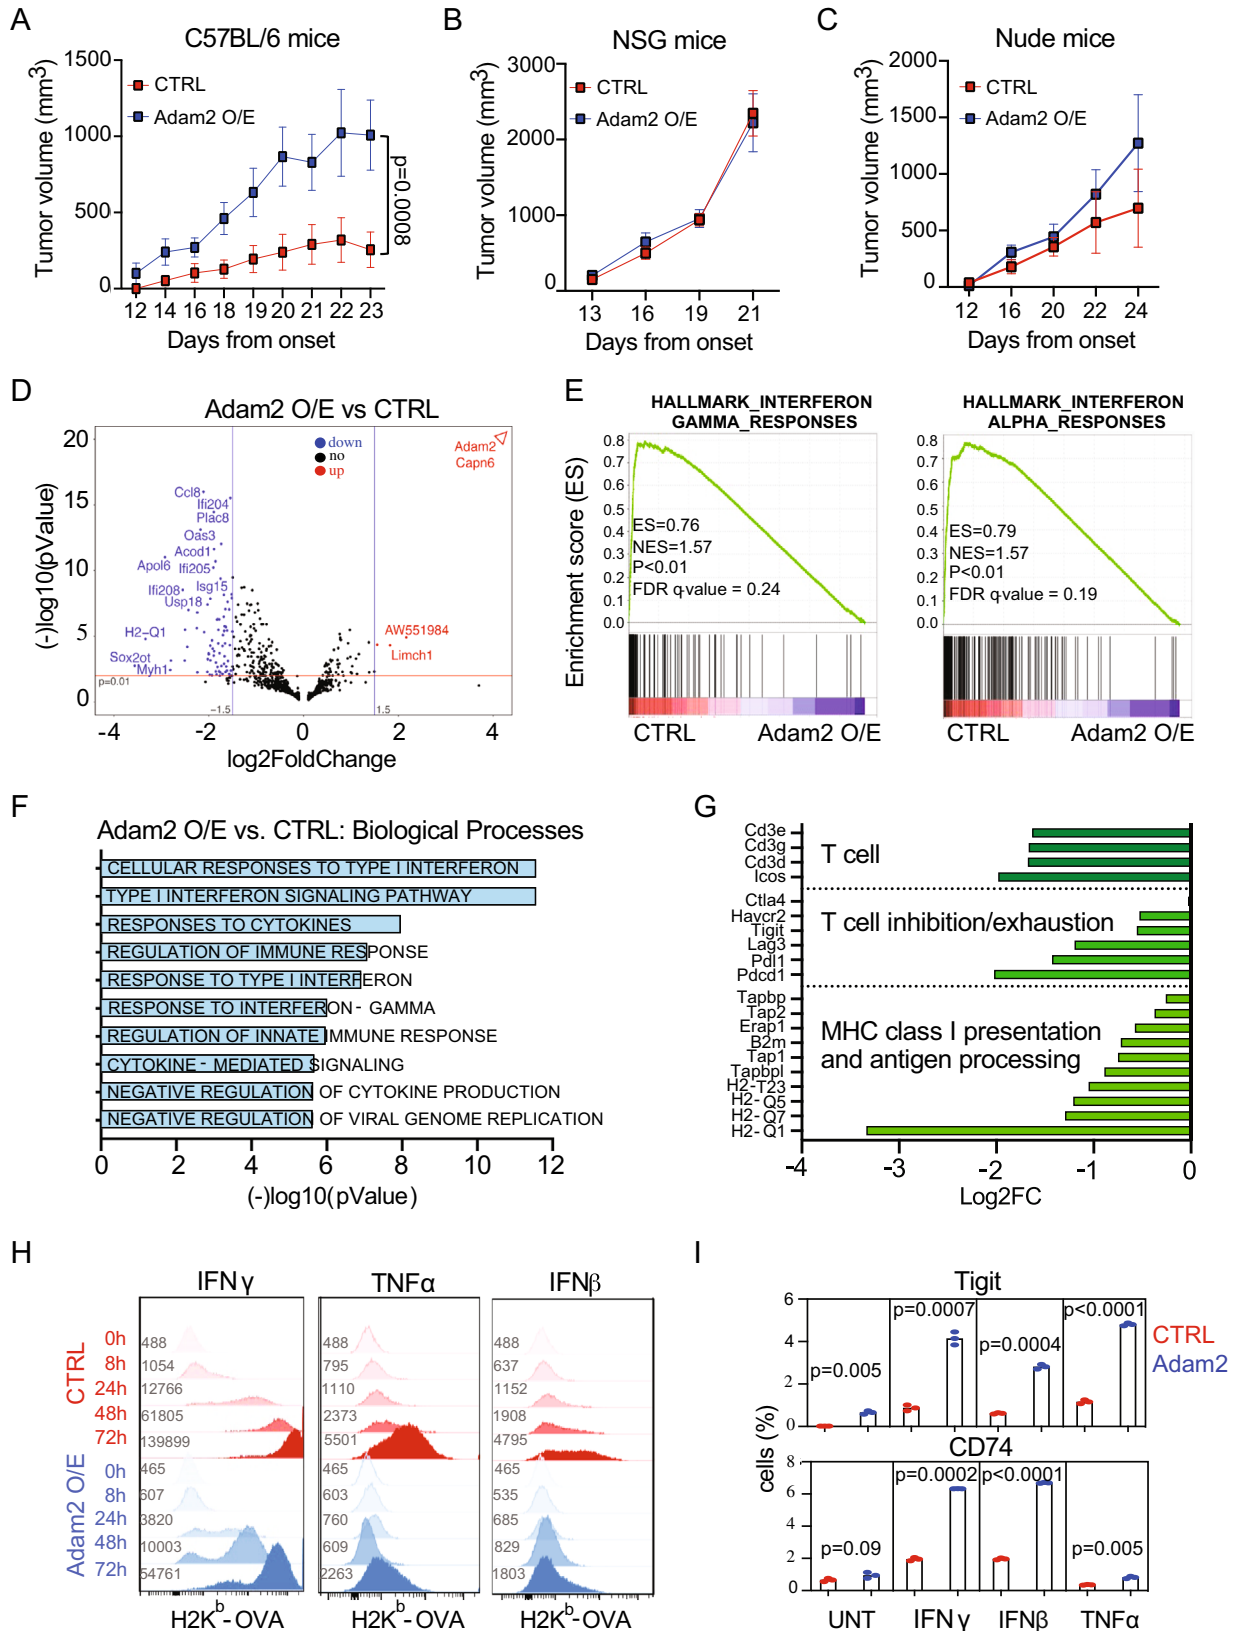 A
C57BL/6 mice
Tumor volume (mm³)
1500
1000
500
0
CTRL
Adam2 O/E
p=0.0008
12 14 16 18 19 20 21 22 23
Days from onset
B
NSG mice
Tumor volume (mm³)
3000
2000
1000
0
CTRL
Adam2 O/E
13 16 19 21
Days from onset
C
Nude mice
Tumor volume (mm³)
2000
1500
1000
500
0
CTRL
Adam2 O/E
12 16 20 22 24
Days from onset
D
Adam2 O/E vs CTRL
(-)log10(pValue)
20
15
10
5
0
down
no
up
Adam2
Capn6
Ccl8
Ifi204
Plac8
Oas3
Acod1
Apol6
Ifi205
Ifi208
Isg15
Usp18
H2-Q1
Sox2ot
Myh1
AW551984
Limch1
p=0.01
-1.5
1.5
-4 -2 0 2 4
log2FoldChange
E
HALLMARK_INTERFERON
GAMMA_RESPONSES
Enrichment score (ES)
0.8
0.7
0.6
0.5
0.4
0.3
0.2
0.1
0.0
ES=0.76
NES=1.57
P<0.01
FDR q-value = 0.24
CTRL Adam2 O/E
HALLMARK_INTERFERON
ALPHA_RESPONSES
0.8
0.7
0.6
0.5
0.4
0.3
0.2
0.1
0.0
ES=0.79
NES=1.57
P<0.01
FDR q-value = 0.19
CTRL Adam2 O/E
F
Adam2 O/E vs. CTRL: Biological Processes
CELLULAR RESPONSES TO TYPE I INTERFERON
TYPE I INTERFERON SIGNALING PATHWAY
RESPONSES TO CYTOKINES
REGULATION OF IMMUNE RESPONSE
RESPONSE TO TYPE I INTERFERON
RESPONSE TO INTERFERON- GAMMA
REGULATION OF INNATE IMMUNE RESPONSE
CYTOKINE- MEDIATED SIGNALING
NEGATIVE REGULATION OF CYTOKINE PRODUCTION
NEGATIVE REGULATION OF VIRAL GENOME REPLICATION
0 2 4 6 8 10 12
(-)log10(pValue)
G
Cd3e
Cd3g
Cd3d
Icos
T cell
Ctla4
Havcr2
Tigit
Lag3
Pdl1
Pdcd1
T cell inhibition/exhaustion
Tapbp
Tap2
Erap1
B2m
Tap1
Tapbpl
H2-T23
H2-Q5
H2-Q7
H2-Q1
MHC class I presentation
and antigen processing
-4 -3 -2 -1 0
Log2FC
H
IFNγ TNFα IFNβ
CTRL
0h
8h
24h
48h
72h
Adam2 O/E
0h
8h
24h
48h
72h
488
1054
12766
61805
139899
465
607
3820
10003
54761
H2Kᵇ-OVA
488
795
1110
2373
5501
465
603
760
609
2263
H2Kᵇ-OVA
488
637
1152
1908
4795
465
535
685
829
1803
H2Kᵇ-OVA
I
Tigit
cells (%)
6
4
2
0
p=0.005
p=0.0007
p=0.0004
p<0.0001
CTRL
Adam2
CD74
8
6
4
2
0
p=0.09
p=0.0002
p<0.0001
p=0.005
UNT IFNγ IFNβ TNFα